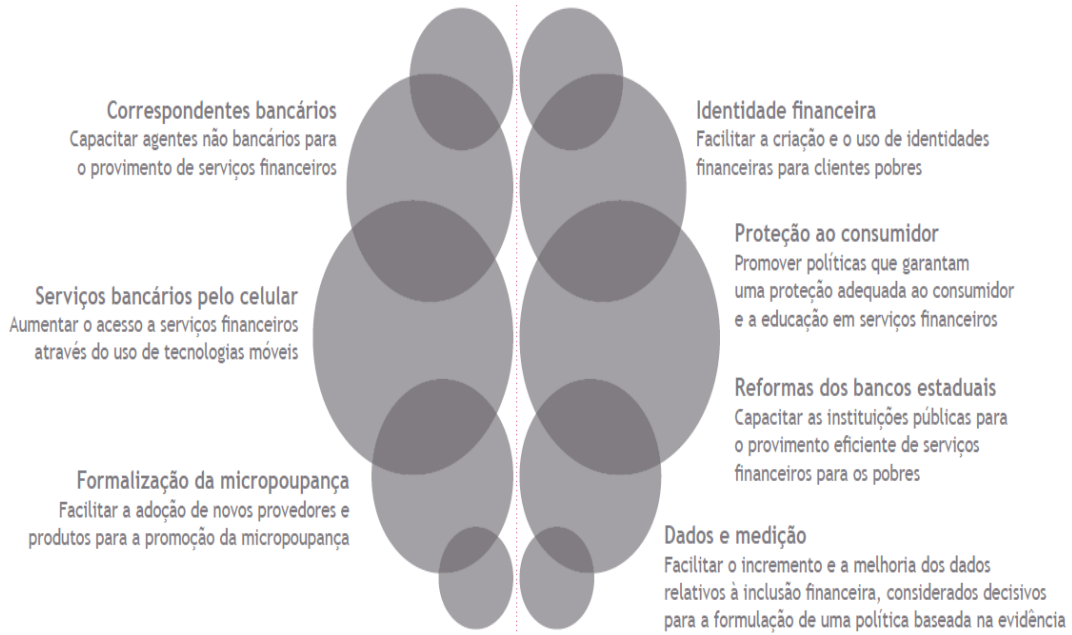 Correspondentes bancários
Capacitar agentes não bancários para
o provimento de serviços financeiros
Serviços bancários pelo celular
Aumentar o acesso a serviços financeiros
através do uso de tecnologias móveis
Formalização da micropoupança
Facilitar a adoção de novos provedores e
produtos para a promoção da micropoupança
Identidade financeira
Facilitar a criação e o uso de identidades
financeiras para clientes pobres
Proteção ao consumidor
Promover políticas que garantam
uma proteção adequada ao consumidor
e a educação em serviços financeiros
Reformas dos bancos estaduais
Capacitar as instituições públicas para
o provimento eficiente de serviços
financeiros para os pobres
Dados e medição
Facilitar o incremento e a melhoria dos dados
relativos à inclusão financeira, considerados decisivos
para a formulação de uma política baseada na evidência